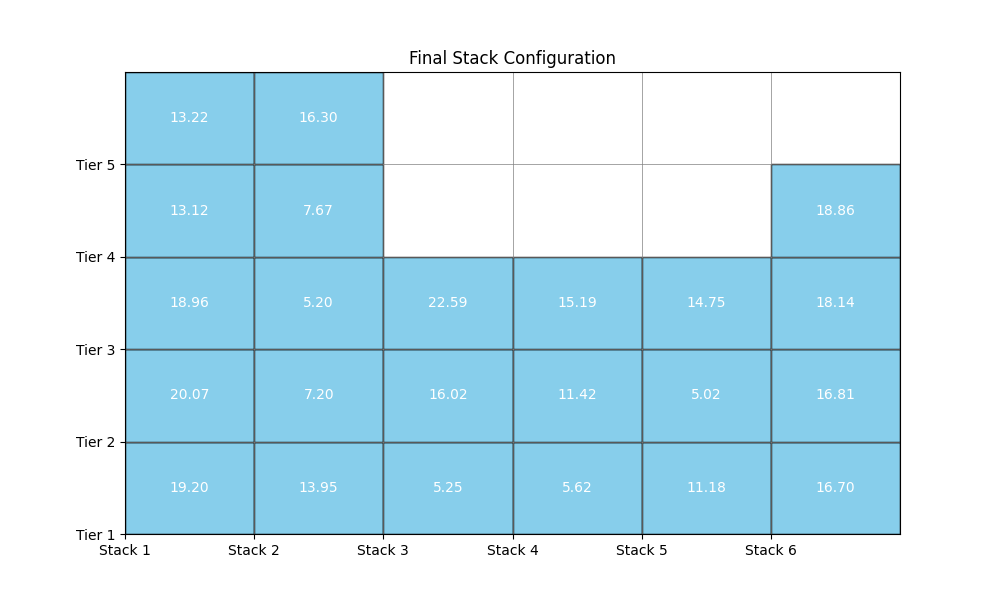 Final Stack Configuration
13.22 16.30
Tier 5
13.12 7.67 18.86
Tier 4
18.96 5.20 22.59 15.19 14.75 18.14
Tier 3
20.07 7.20 16.02 11.42 5.02 16.81
Tier 2
19.20 13.95 5.25 5.62 11.18 16.70
Tier 1
Stack 1 Stack 2 Stack 3 Stack 4 Stack 5 Stack 6